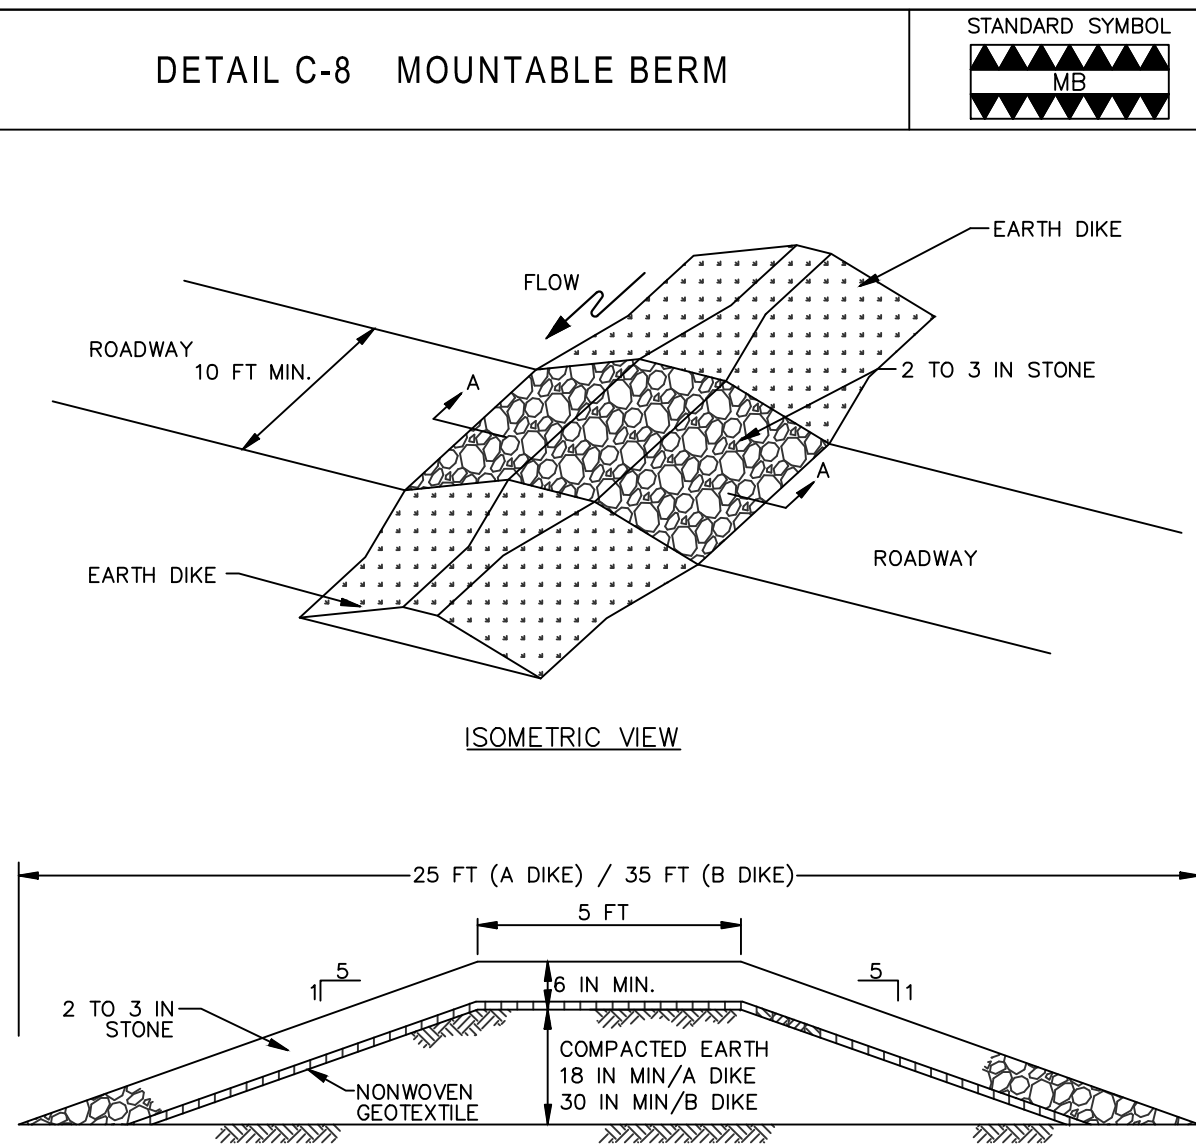 DETAIL C-8 MOUNTABLE BERM
STANDARD SYMBOL
MB
EARTH DIKE
FLOW
ROADWAY
10 FT MIN.
2 TO 3 IN STONE
A
A
ROADWAY
EARTH DIKE
ISOMETRIC VIEW
25 FT (A DIKE) / 35 FT (B DIKE)
5 FT
5
1
5
1
6 IN MIN.
2 TO 3 IN
STONE
COMPACTED EARTH
18 IN MIN/A DIKE
30 IN MIN/B DIKE
NONWOVEN
GEOTEXTILE